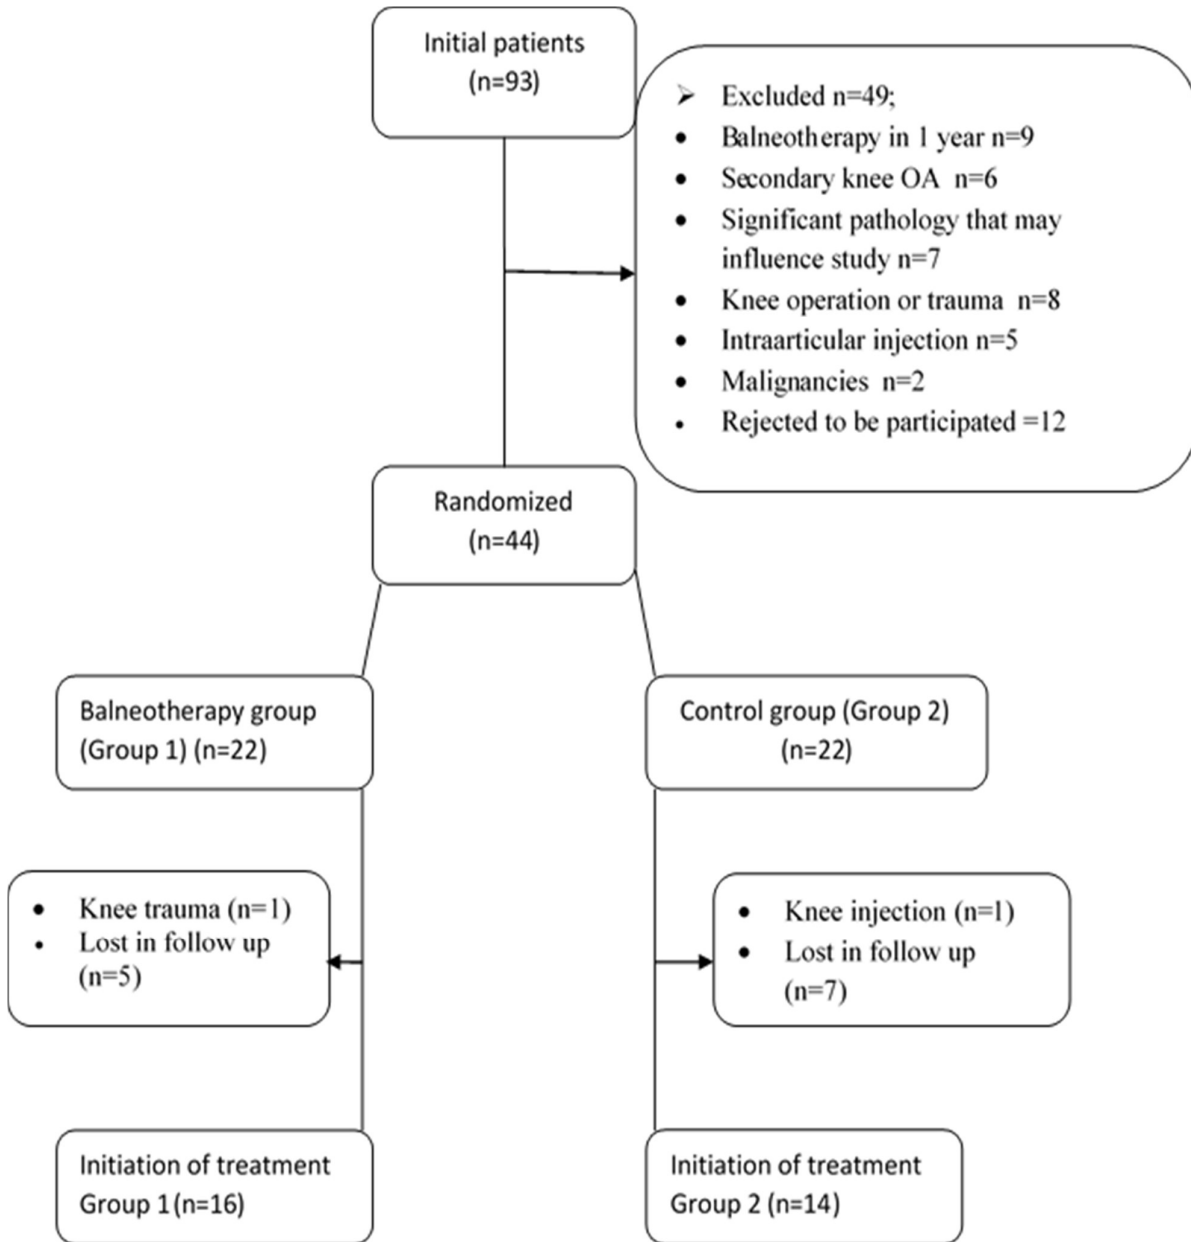 Initial patients
(n=93)
➢ Excluded n=49;
• Balneotherapy in 1 year n=9
• Secondary knee OA n=6
• Significant pathology that may
influence study n=7
• Knee operation or trauma n=8
• Intraarticular injection n=5
• Malignancies n=2
• Rejected to be participated =12
Randomized
(n=44)
Balneotherapy group
(Group 1) (n=22)
Control group (Group 2)
(n=22)
• Knee trauma (n=1)
• Lost in follow up
(n=5)
• Knee injection (n=1)
• Lost in follow up
(n=7)
Initiation of treatment
Group 1 (n=16)
Initiation of treatment
Group 2 (n=14)